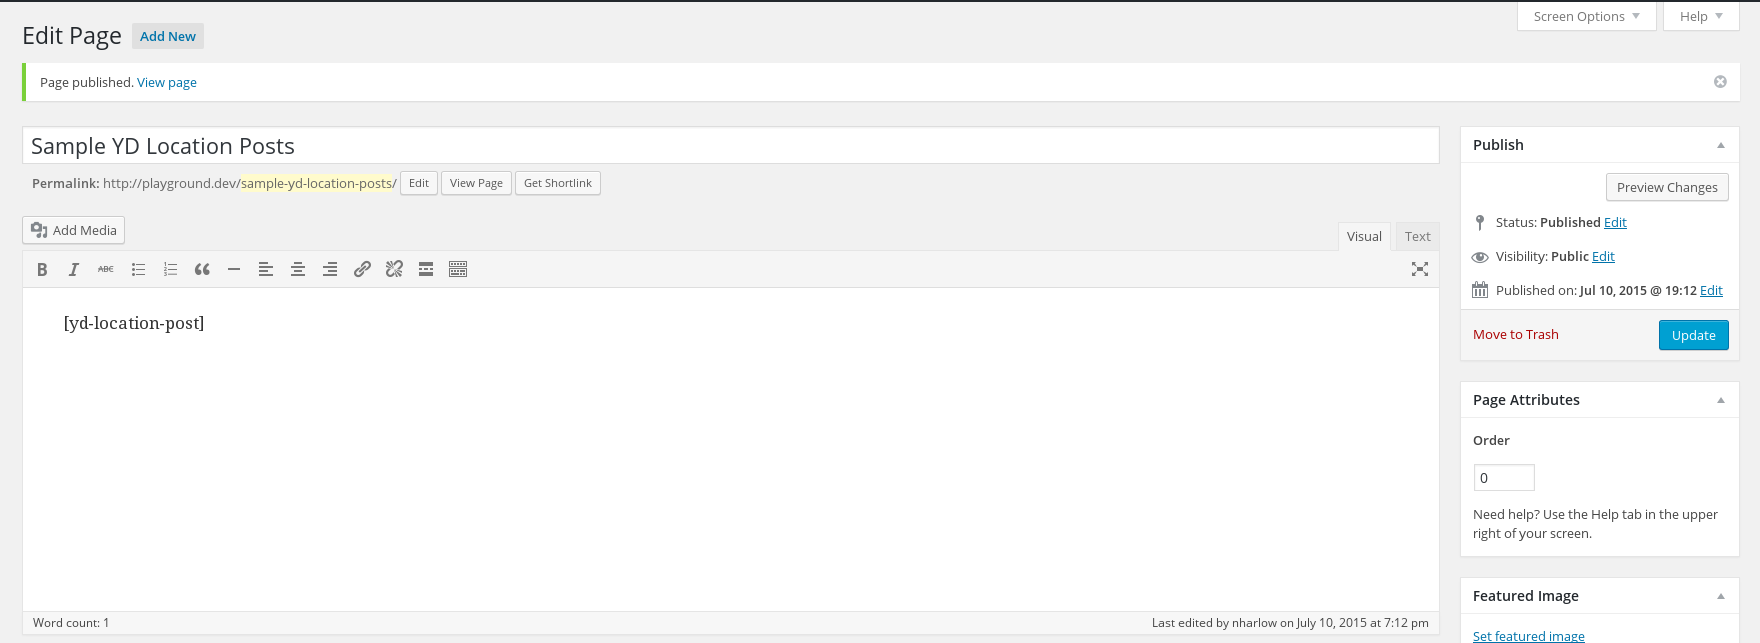 Screen Options
Help
Edit Page Add New
Page published. View page
Sample YD Location Posts
Permalink: http://playground.dev/sample-yd-location-posts/ Edit View Page Get Shortlink
Add Media
Visual Text
B I ABC
[yd-location-post]
Word count: 1
Last edited by nharlow on July 10, 2015 at 7:12 pm
Publish
Preview Changes
Status: Published Edit
Visibility: Public Edit
Published on: Jul 10, 2015 @ 19:12 Edit
Move to Trash
Update
Page Attributes
Order
0
Need help? Use the Help tab in the upper
right of your screen.
Featured Image
Set featured image